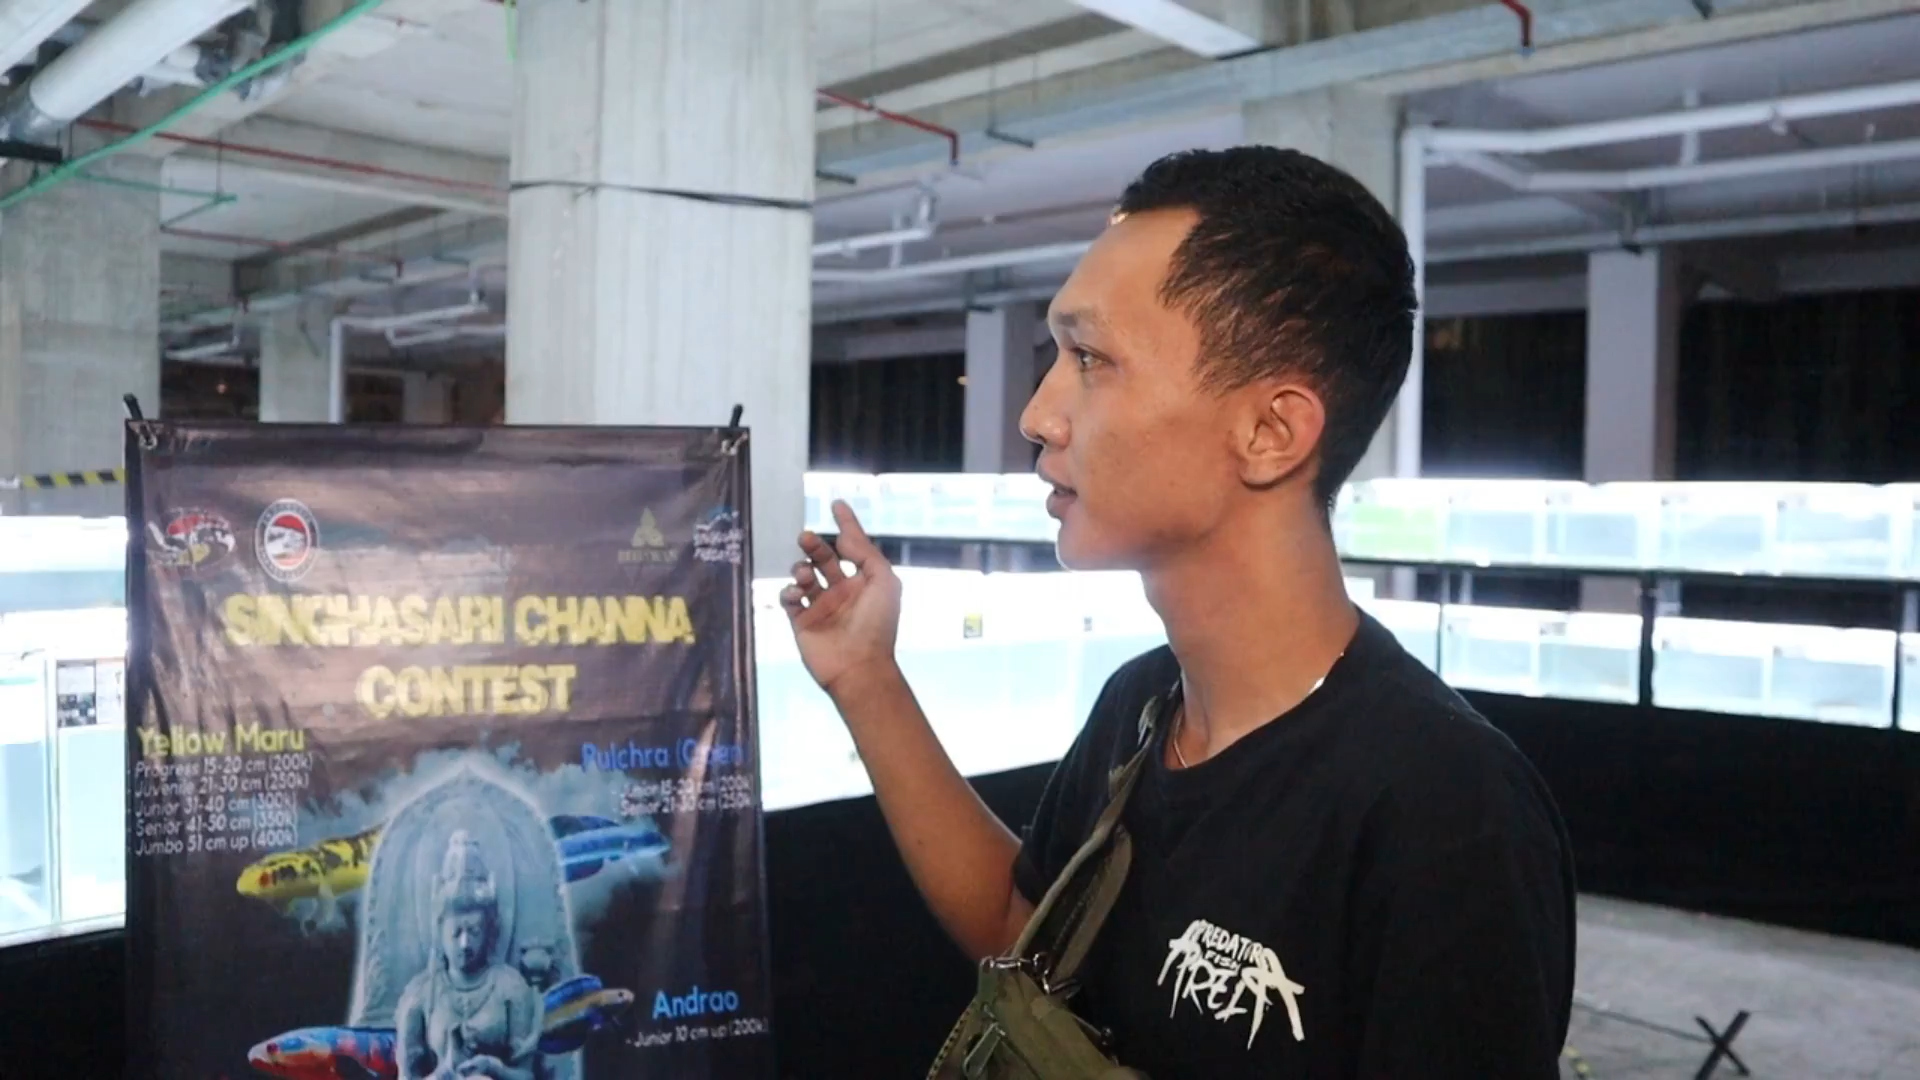 SINGHASARI CHANNA
CONTEST
Yellow Maru
- Progress 15-20 cm (200k)
- Juvenile 21-30 cm (250k)
- Junior 31-40 cm (300k)
- Senior 41-50 cm (350k)
- Jumbo 51 cm up (400k)
Pulchra (Open
- Junior 15-20 cm (200k
- Senior 21-30 cm (250k
Andrao
- Junior 10 cm up (200k)
PREDATOR
FISH